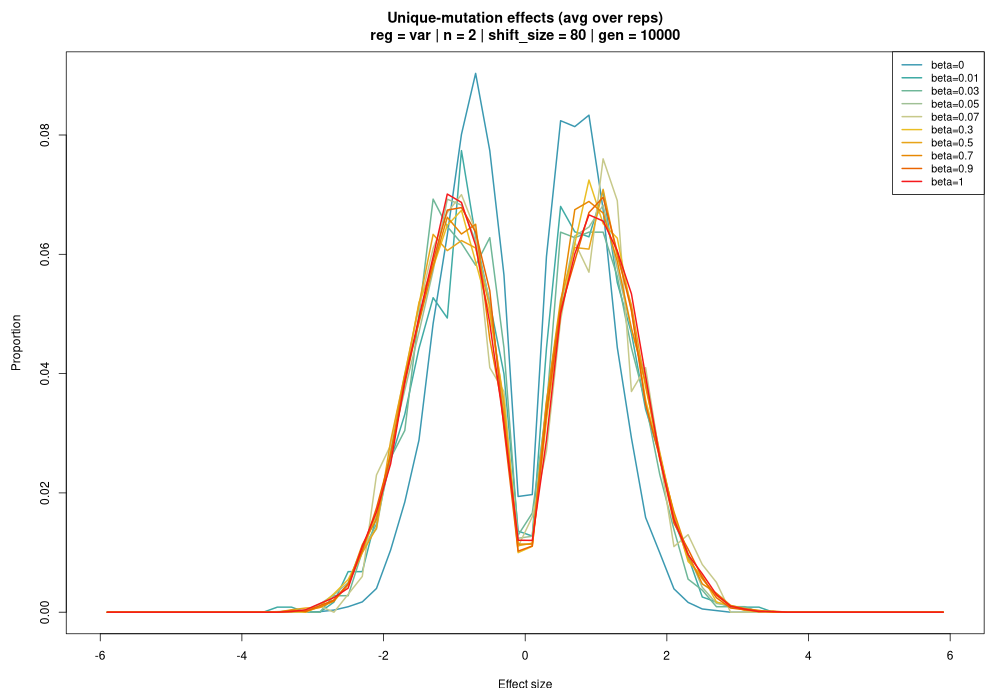 Unique-mutation effects (avg over reps)
reg = var | n = 2 | shift_size = 80 | gen = 10000
beta=0
beta=0.01
beta=0.03
beta=0.05
beta=0.07
beta=0.3
beta=0.5
beta=0.7
beta=0.9
beta=1
Proportion
0.08
0.06
0.04
0.02
0.00
-6
-4
-2
0
2
4
6
Effect size